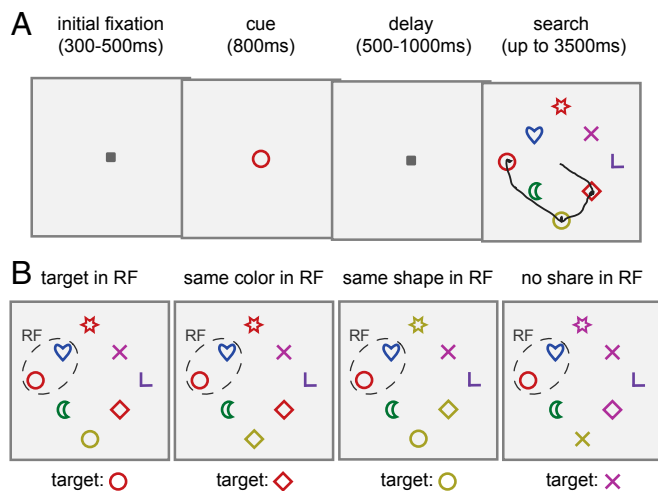 A
initial fixation
(300-500ms)
cue
(800ms)
delay
(500-1000ms)
search
(up to 3500ms)
L
B
target in RF
same color in RF
same shape in RF
no share in RF
RF
RF
RF
RF
L
L
L
L
target:
target:
target:
target: